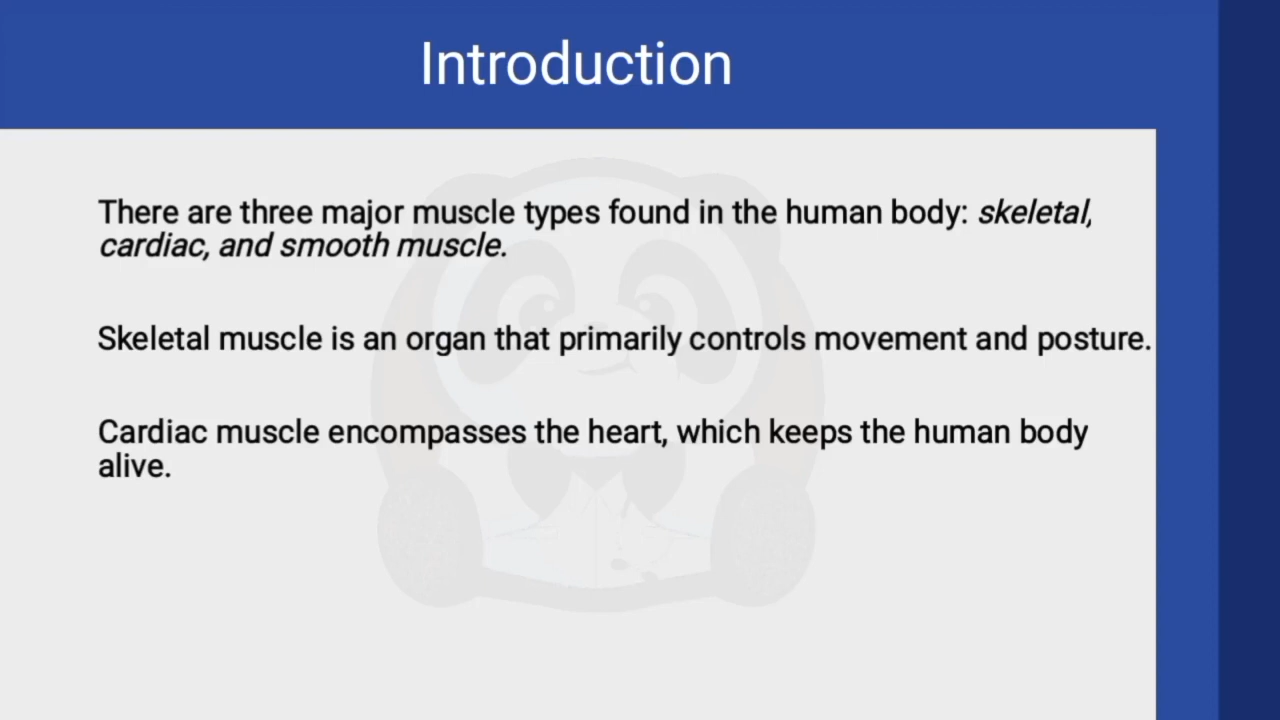 Introduction
There are three major muscle types found in the human body: skeletal,
cardiac, and smooth muscle.
Skeletal muscle is an organ that primarily controls movement and posture.
Cardiac muscle encompasses the heart, which keeps the human body
alive.